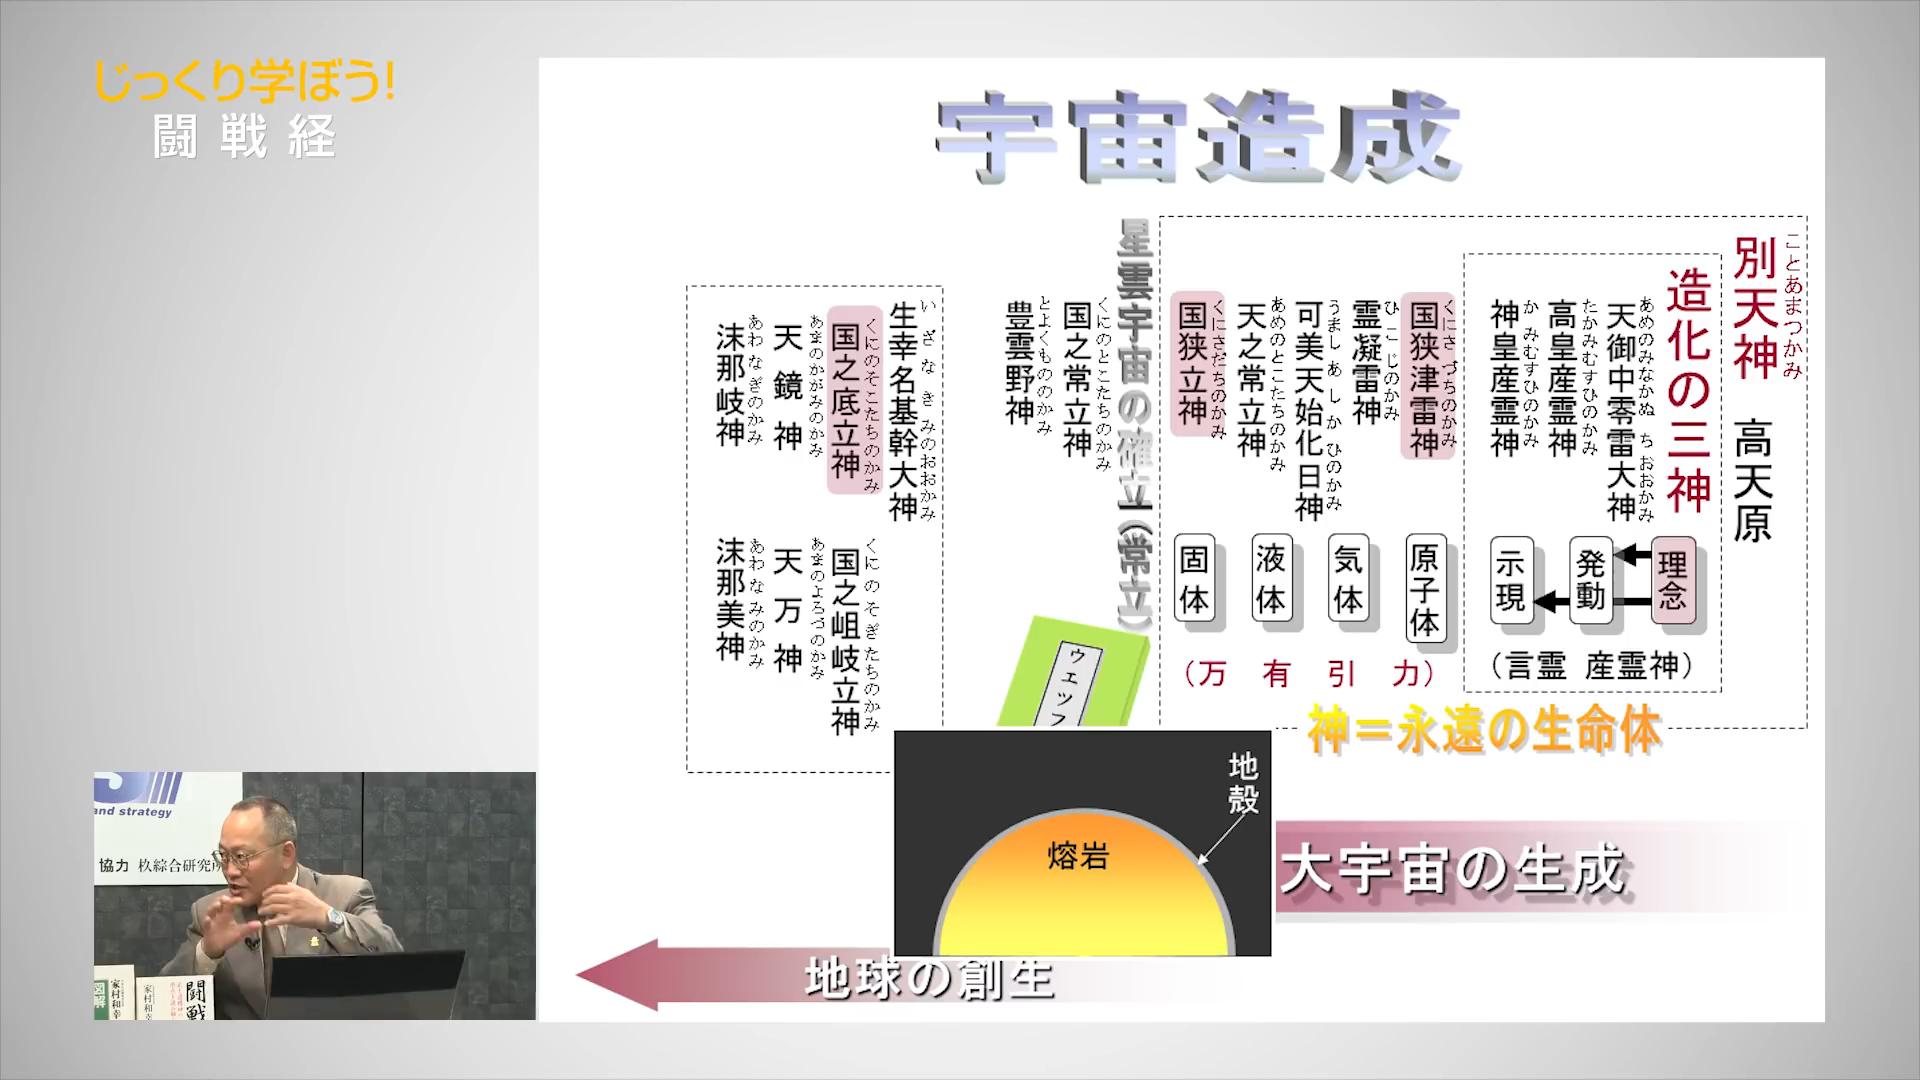 じっくり学ぼう!
闘戦経
宇宙造成
ことあまつかみ
別天神 高天原
造化の三神
あめのみなかぬ ち おおかみ
天御中零雷大神
たかみむすひのかみ
高皇産霊神
か みむすひのかみ
神皇産霊神
理念
発動
示現
(言霊 産霊神)
くにさ づちのかみ
国狭津雷神
ひ こ じのかみ
霊凝雷神
うまし あ し か ひのかみ
可美天始化日神
あめのとこたちのかみ
天之常立神
くにさだちのかみ
国狭立神
原子体
気体
液体
固体
(万 有 引 力)
神=永遠の生命体
星雲宇宙の確立(常立)
くにのとこたちのかみ
国之常立神
とよくもののかみ
豊雲野神
い ざ な き みのおおかみ
生幸名基幹大神
くにのそこたちのかみ
国之底立神
あまのかがみのかみ
天鏡神
あわ な ぎ のかみ
沫那岐神
くに の そ ぎ たちのかみ
国之岨岐立神
あまのよろづのかみ
天万神
あわ な みのかみ
沫那美神
ウエッフ
地殻
熔岩
大宇宙の生成
地球の創生
and strategy
協力 杦綜合研究所
図解
家村和幸
家村和幸
闘戦